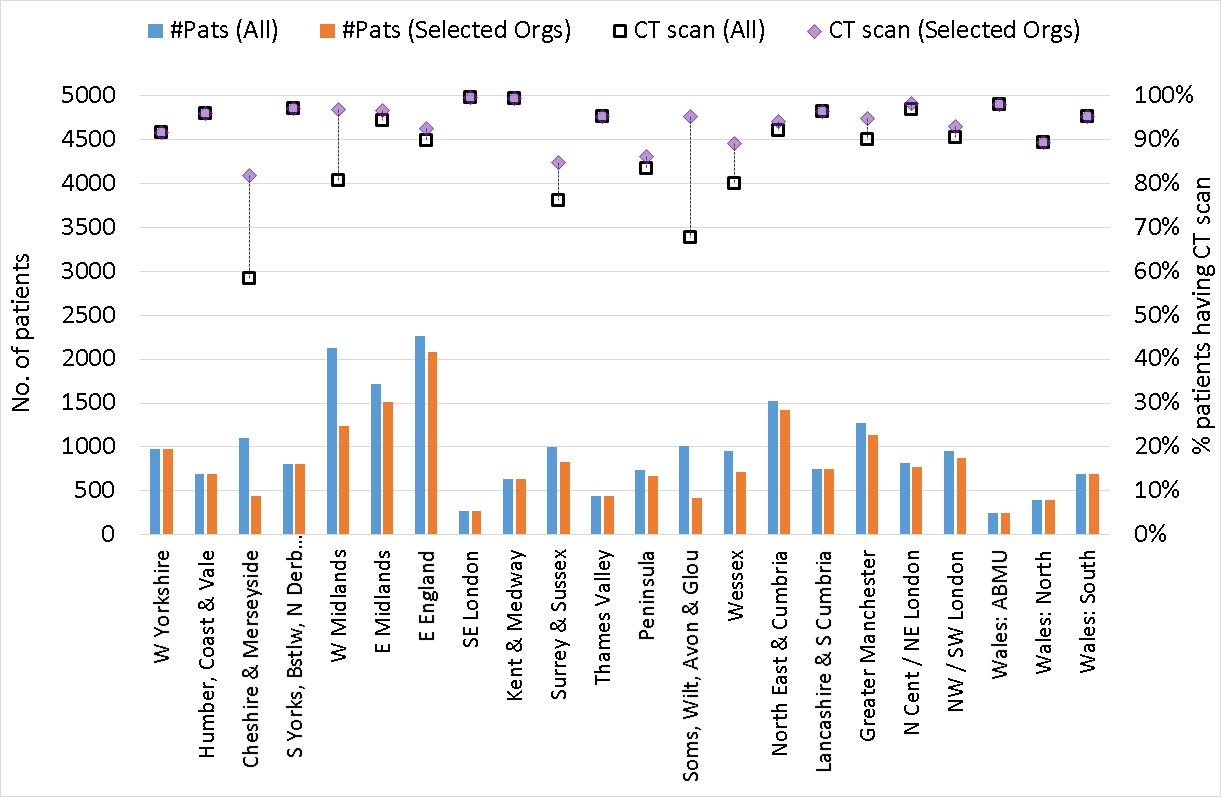 #Pats (All) #Pats (Selected Orgs) CT scan (All) CT scan (Selected Orgs)
No. of patients
5000
4500
4000
3500
3000
2500
2000
1500
1000
500
0
100%
90%
80%
70%
60%
50%
40%
30%
20%
10%
0%
% patients having CT scan
W Yorkshire
Humber, Coast & Vale
Cheshire & Merseyside
S Yorks, Bstlw, N Derb...
W Midlands
E Midlands
E England
SE London
Kent & Medway
Surrey & Sussex
Thames Valley
Peninsula
Soms, Wilt, Avon & Glou
Wessex
North East & Cumbria
Lancashire & S Cumbria
Greater Manchester
N Cent / NE London
NW / SW London
Wales: ABMU
Wales: North
Wales: South